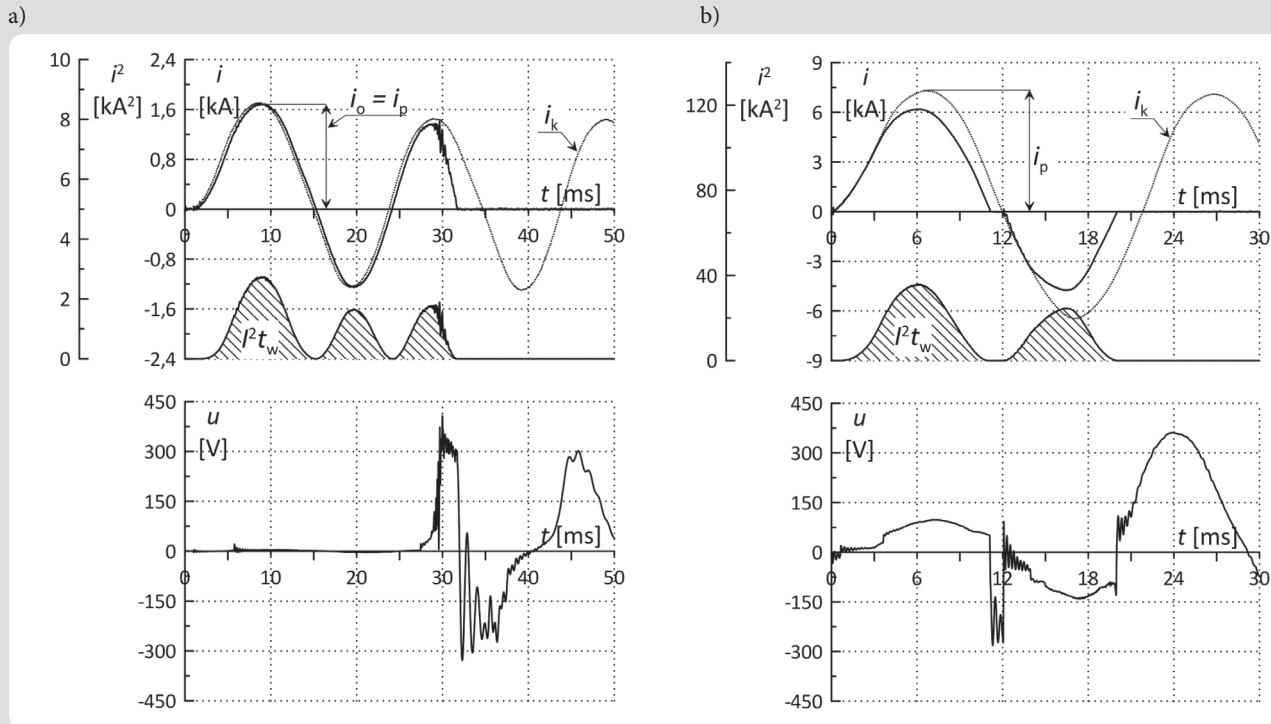 a)
10
8
6
4
2
0
i²
[kA²]
2,4
1,6
0,8
0
-0,8
-1,6
-2,4
i
[kA]
iₒ = iₚ
iₖ
t [ms]
0 10 20 30 40 50
I²t_w
450
300
150
0
-150
-300
-450
u
[V]
t [ms]
0 10 20 30 40 50
b)
120
80
40
0
i²
[kA²]
9
6
3
0
-3
-6
-9
i
[kA]
iₖ
iₚ
t [ms]
0 6 12 18 24 30
I²t_w
450
300
150
0
-150
-300
-450
u
[V]
t [ms]
0 6 12 18 24 30